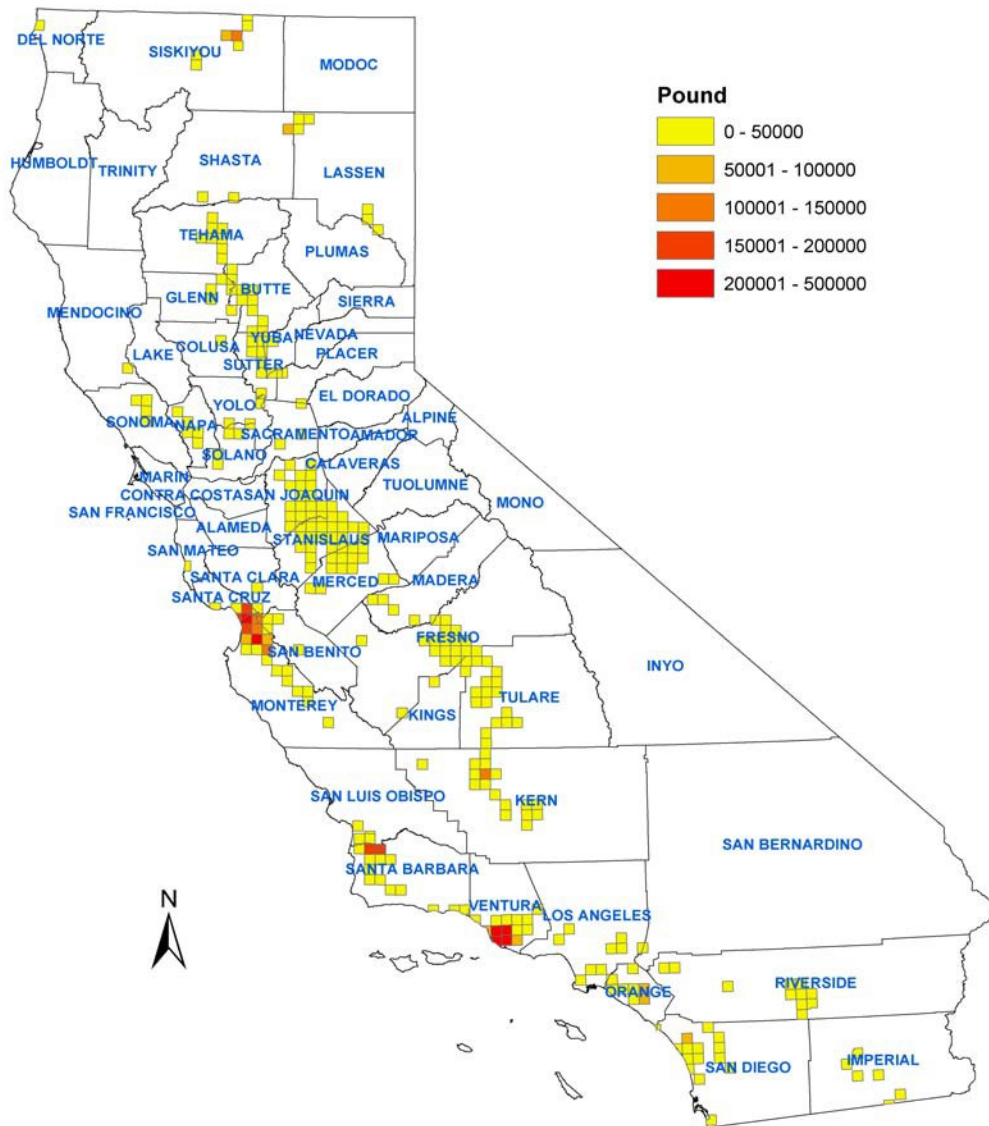 DEL NORTE
SISKIYOU
MODOC
HUMBOLDT
TRINITY
SHASTA
LASSEN
TEHAMA
PLUMAS
GLENN
BUTTE
SIERRA
MENDOCINO
LAKE
COLUSA
YUBA
NEVADA
PLACER
SUTTER
YOLO
EL DORADO
ALPINE
SONOMA
NAPA
SACRAMENTO
AMADOR
SOLANO
MARIN
CALAVERAS
CONTRA COSTA
SAN JOAQUIN
TUOLUMNE
SAN FRANCISCO
MONO
ALAMEDA
STANISLAUS
MARIPOSA
SAN MATEO
SANTA CLARA
MERCED
MADERA
SANTA CRUZ
FRESNO
SAN BENITO
INYO
MONTEREY
KINGS
TULARE
SAN LUIS OBISPO
KERN
SAN BERNARDINO
SANTA BARBARA
VENTURA
LOS ANGELES
ORANGE
RIVERSIDE
SAN DIEGO
IMPERIAL
N
Pound
0 - 50000
50001 - 100000
100001 - 150000
150001 - 200000
200001 - 500000